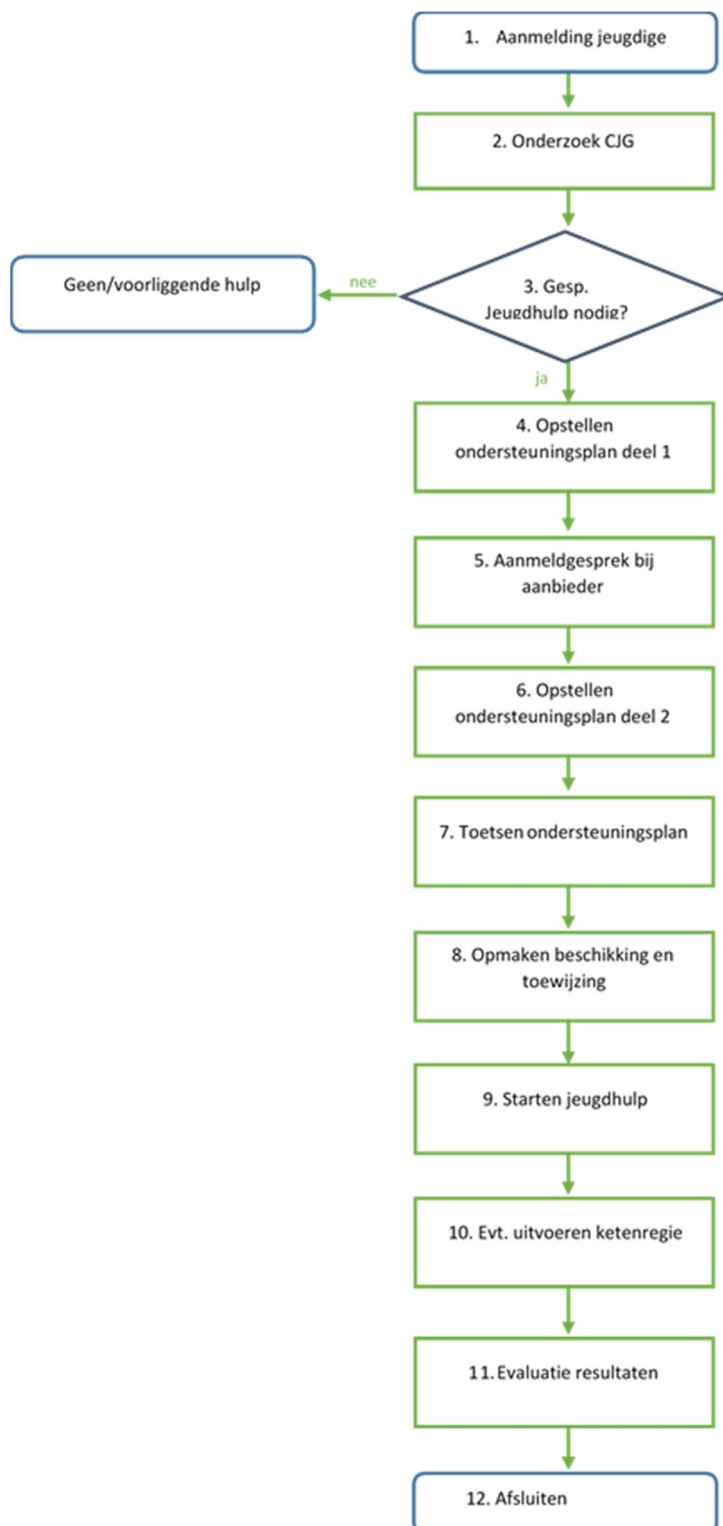 1. Aanmelding jeugdige
2. Onderzoek CJG
3. Gesp.
Jeugdhulp nodig?
nee
Geen/voorliggende hulp
ja
4. Opstellen
ondersteuningsplan deel 1
5. Aanmeldgesprek bij
aanbieder
6. Opstellen
ondersteuningsplan deel 2
7. Toetsen ondersteuningsplan
8. Opmaken beschikking en
toewijzing
9. Starten jeugdhulp
10. Evt. uitvoeren ketenregie
11. Evaluatie resultaten
12. Afsluiten